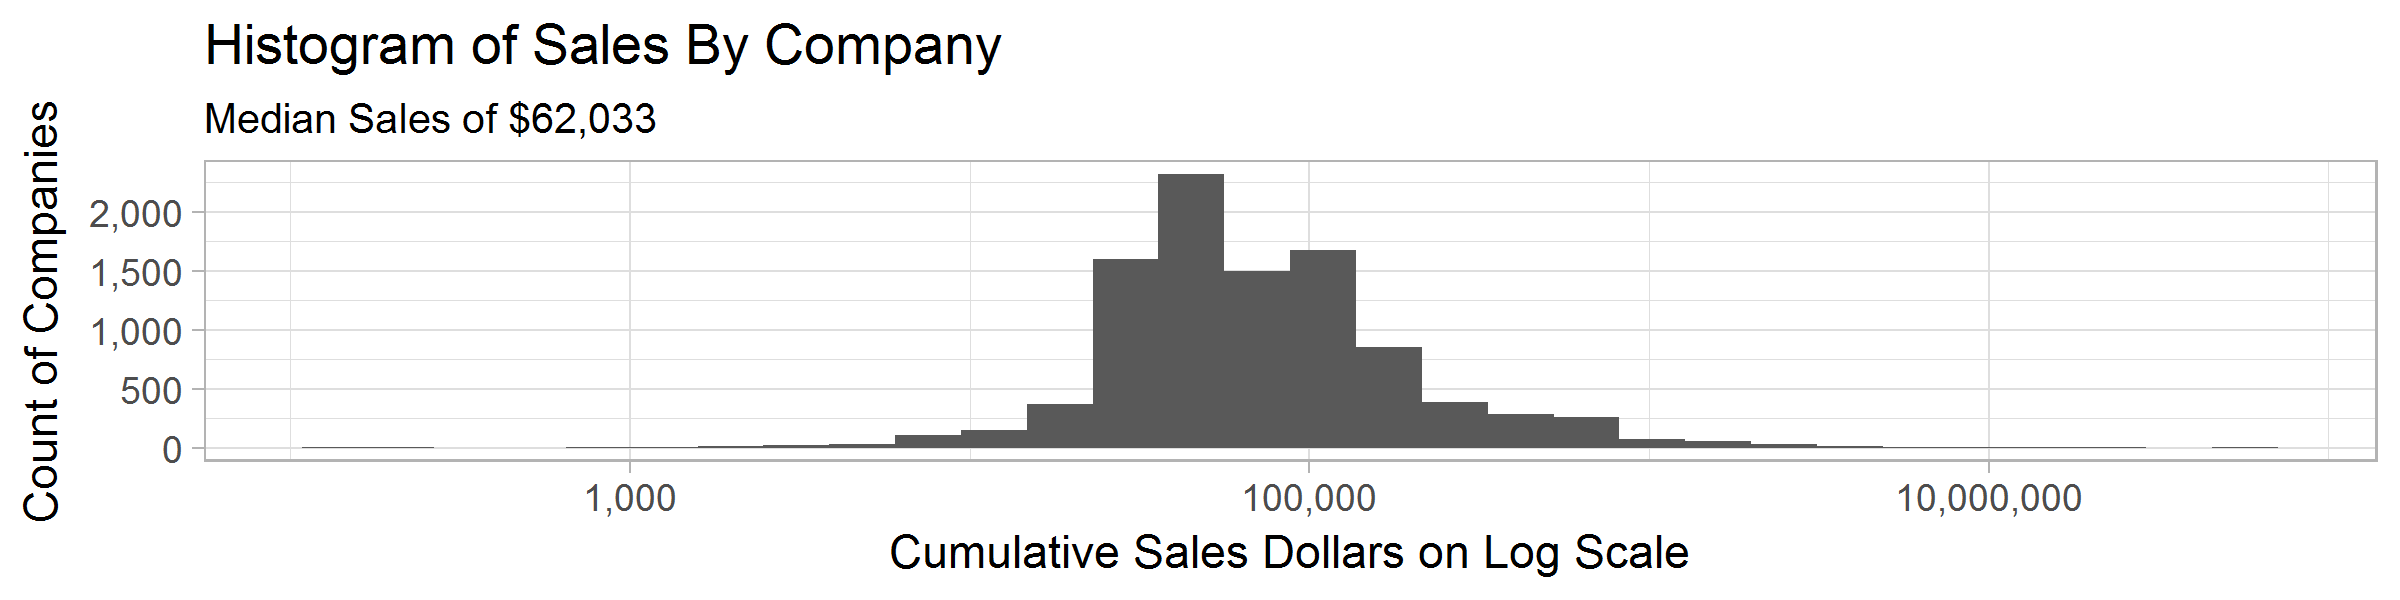 Histogram of Sales By Company
Median Sales of $62,033
Count of Companies
2,000
1,500
1,000
500
0
1,000
100,000
10,000,000
Cumulative Sales Dollars on Log Scale